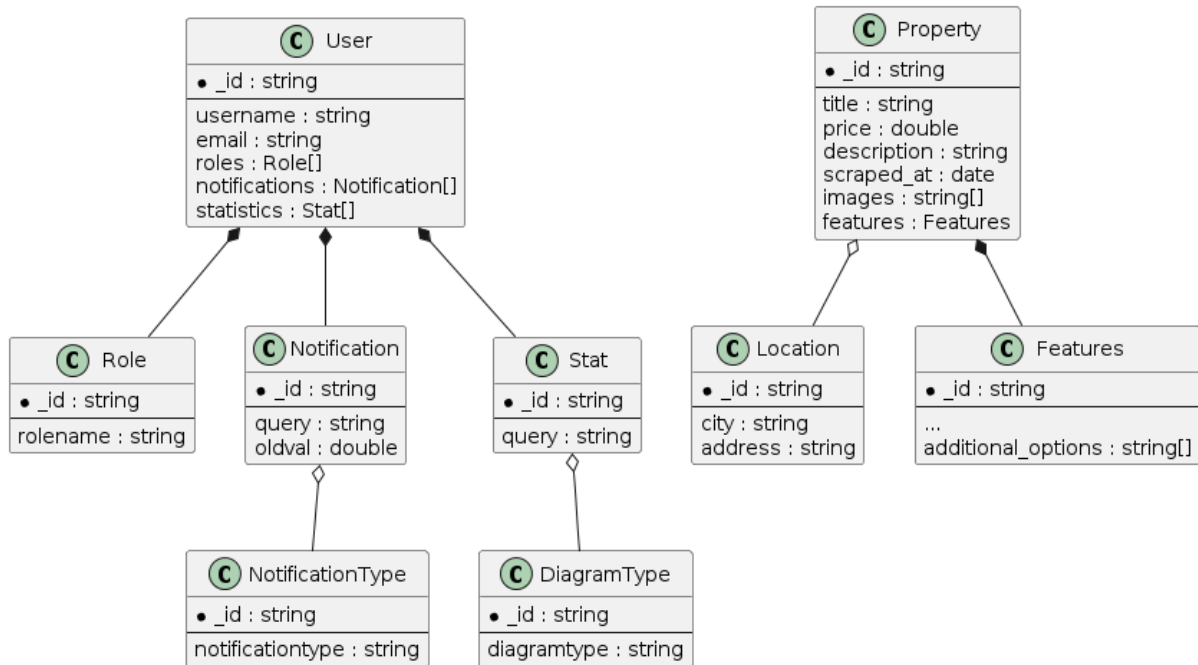 C User
_id : string
username : string
email : string
roles : Role[]
notifications : Notification[]
statistics : Stat[]
C Property
_id : string
title : string
price : double
description : string
scraped_at : date
images : string[]
features : Features
C Role
_id : string
rolename : string
C Notification
_id : string
query : string
oldval : double
C Stat
_id : string
query : string
C Location
_id : string
city : string
address : string
C Features
_id : string
...
additional_options : string[]
C NotificationType
_id : string
notificationtype : string
C DiagramType
_id : string
diagramtype : string